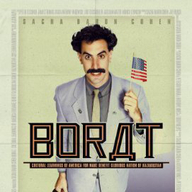 SACHA BARON COHEN
BORAT
CULTURAL LEARNINGS OF AMERICA FOR MAKE BENEFIT GLORIOUS NATION OF KAZAKHSTAN